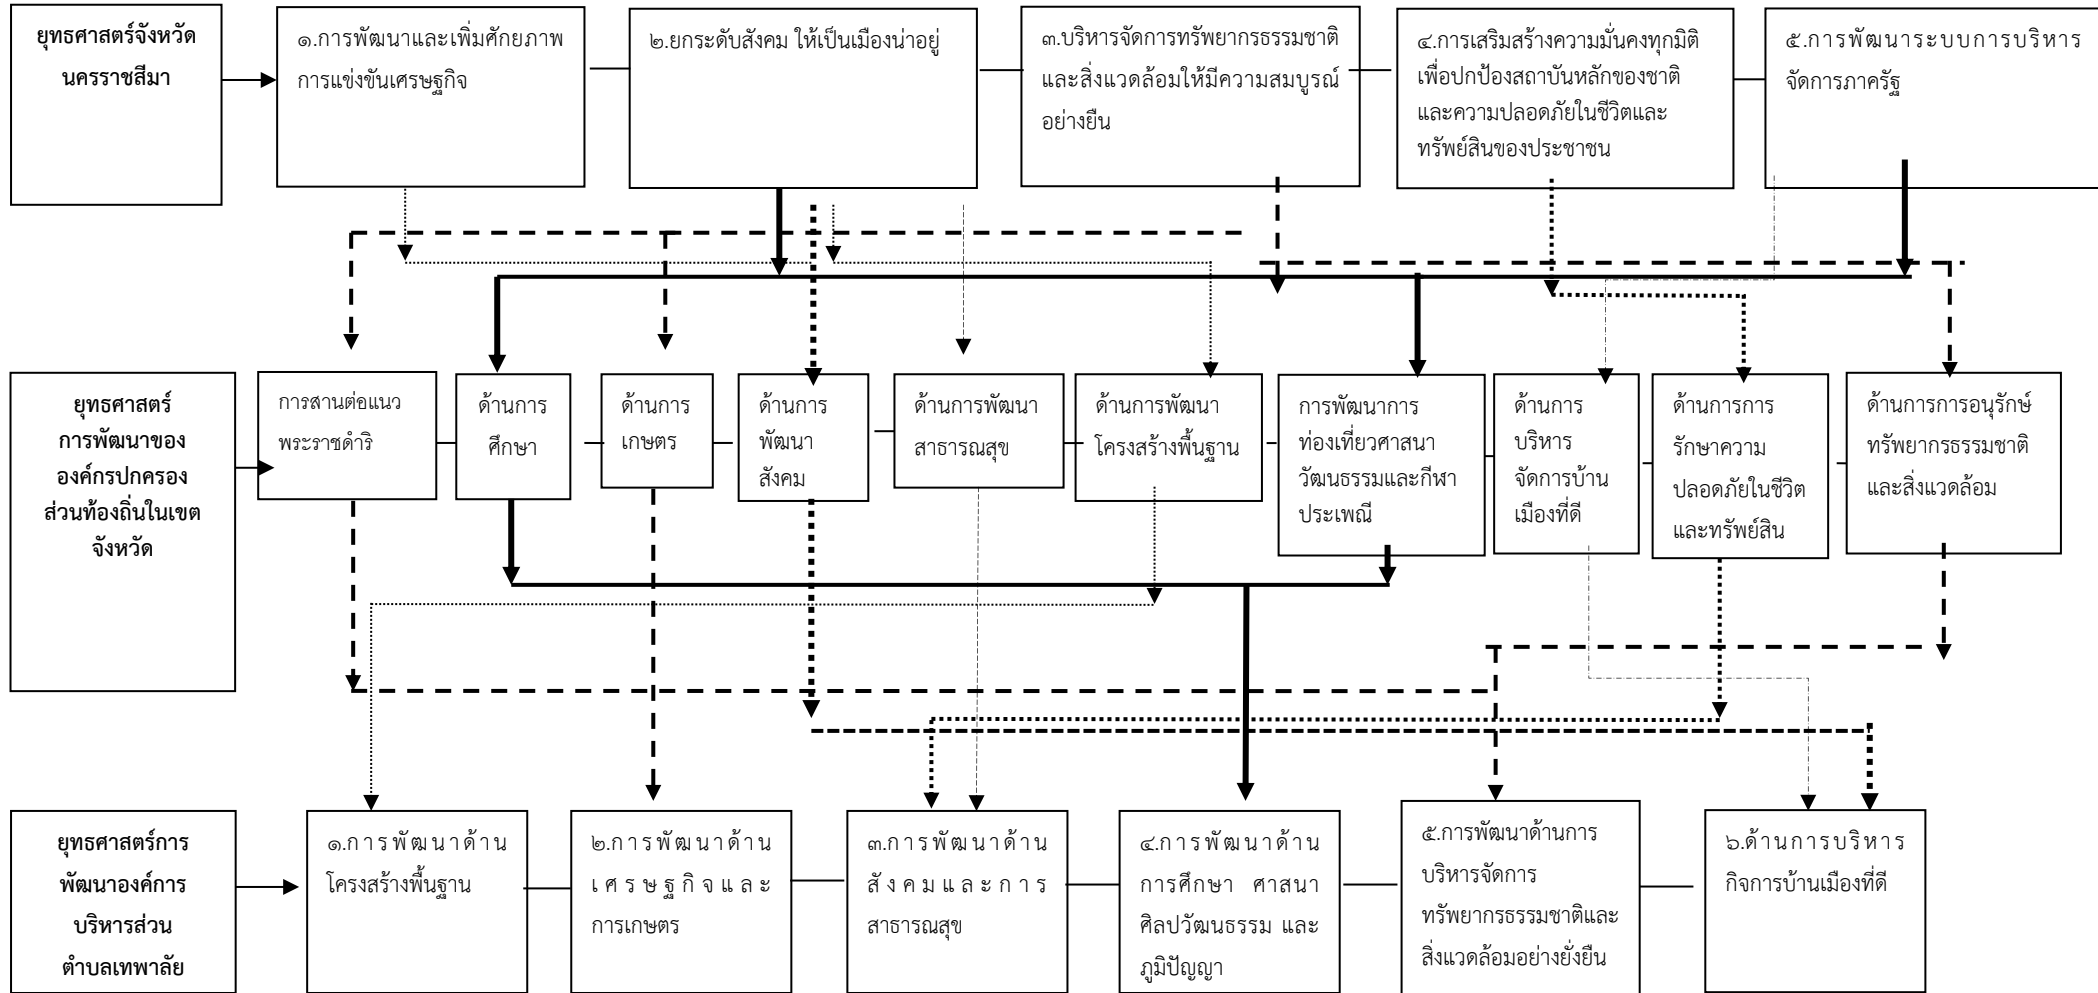 ยุทธศาสตร์จังหวัด
นครราชสีมา
๑.การพัฒนาและเพิ่มศักยภาพ
การแข่งขันเศรษฐกิจ
๒.ยกระดับสังคม ให้เป็นเมืองน่าอยู่
๓.บริหารจัดการทรัพยากรธรรมชาติ
และสิ่งแวดล้อมให้มีความสมบูรณ์
อย่างยืน
๔.การเสริมสร้างความมั่นคงทุกมิติ
เพื่อปกป้องสถาบันหลักของชาติ
และความปลอดภัยในชีวิตและ
ทรัพย์สินของประชาชน
๕.การพัฒนาระบบการบริหาร
จัดการภาครัฐ
ยุทธศาสตร์
การพัฒนาของ
องค์กรปกครอง
ส่วนท้องถิ่นในเขต
จังหวัด
การสานต่อแนว
พระราชดำริ
ด้านการ
ศึกษา
ด้านการ
เกษตร
ด้านการ
พัฒนา
สังคม
ด้านการพัฒนา
สาธารณสุข
ด้านการพัฒนา
โครงสร้างพื้นฐาน
การพัฒนาการ
ท่องเที่ยวศาสนา
วัฒนธรรมและกีฬา
ประเพณี
ด้านการ
บริหาร
จัดการบ้าน
เมืองที่ดี
ด้านการการ
รักษาความ
ปลอดภัยในชีวิต
และทรัพย์สิน
ด้านการการอนุรักษ์
ทรัพยากรธรรมชาติ
และสิ่งแวดล้อม
ยุทธศาสตร์การ
พัฒนาองค์การ
บริหารส่วน
ตำบลเทพาลัย
๑.การพัฒนาด้าน
โครงสร้างพื้นฐาน
๒.การพัฒนาด้าน
เศรษฐกิจและ
การเกษตร
๓.การพัฒนาด้าน
สังคมและการ
สาธารณสุข
๔.การพัฒนาด้าน
การศึกษา ศาสนา
ศิลปวัฒนธรรม และ
ภูมิปัญญา
๕.การพัฒนาด้านการ
บริหารจัดการ
ทรัพยากรธรรมชาติและ
สิ่งแวดล้อมอย่างยั่งยืน
๖.ด้านการบริหาร
กิจการบ้านเมืองที่ดี